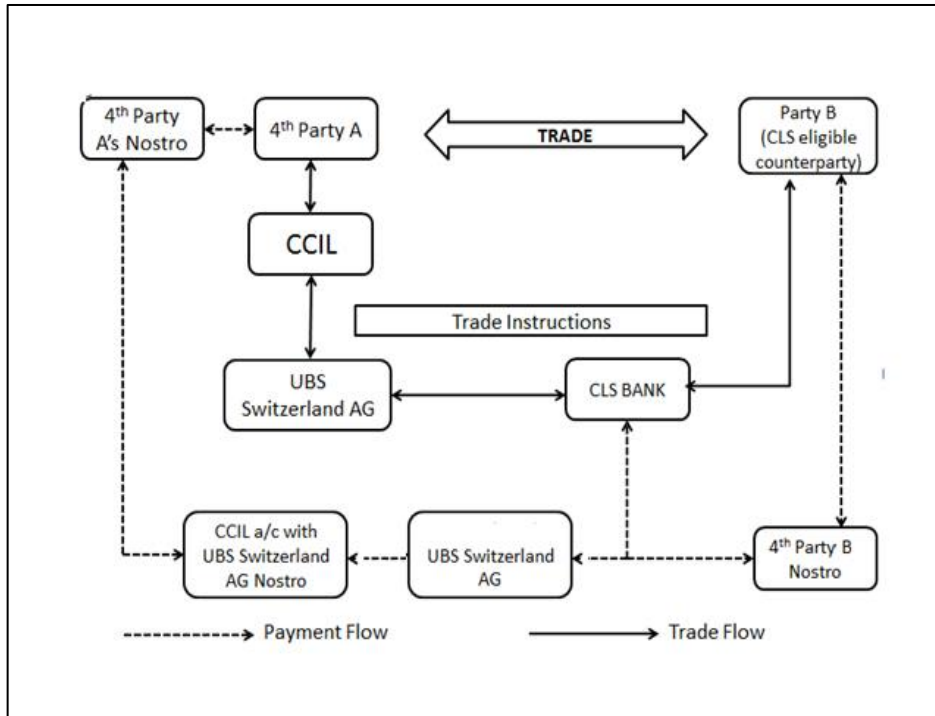 4th Party
A's Nostro
4th Party A
TRADE
Party B
(CLS eligible
counterparty)
CCIL
Trade Instructions
UBS
Switzerland AG
CLS BANK
CCIL a/c with
UBS Switzerland
AG Nostro
UBS Switzerland
AG
4th Party B
Nostro
Payment Flow
Trade Flow